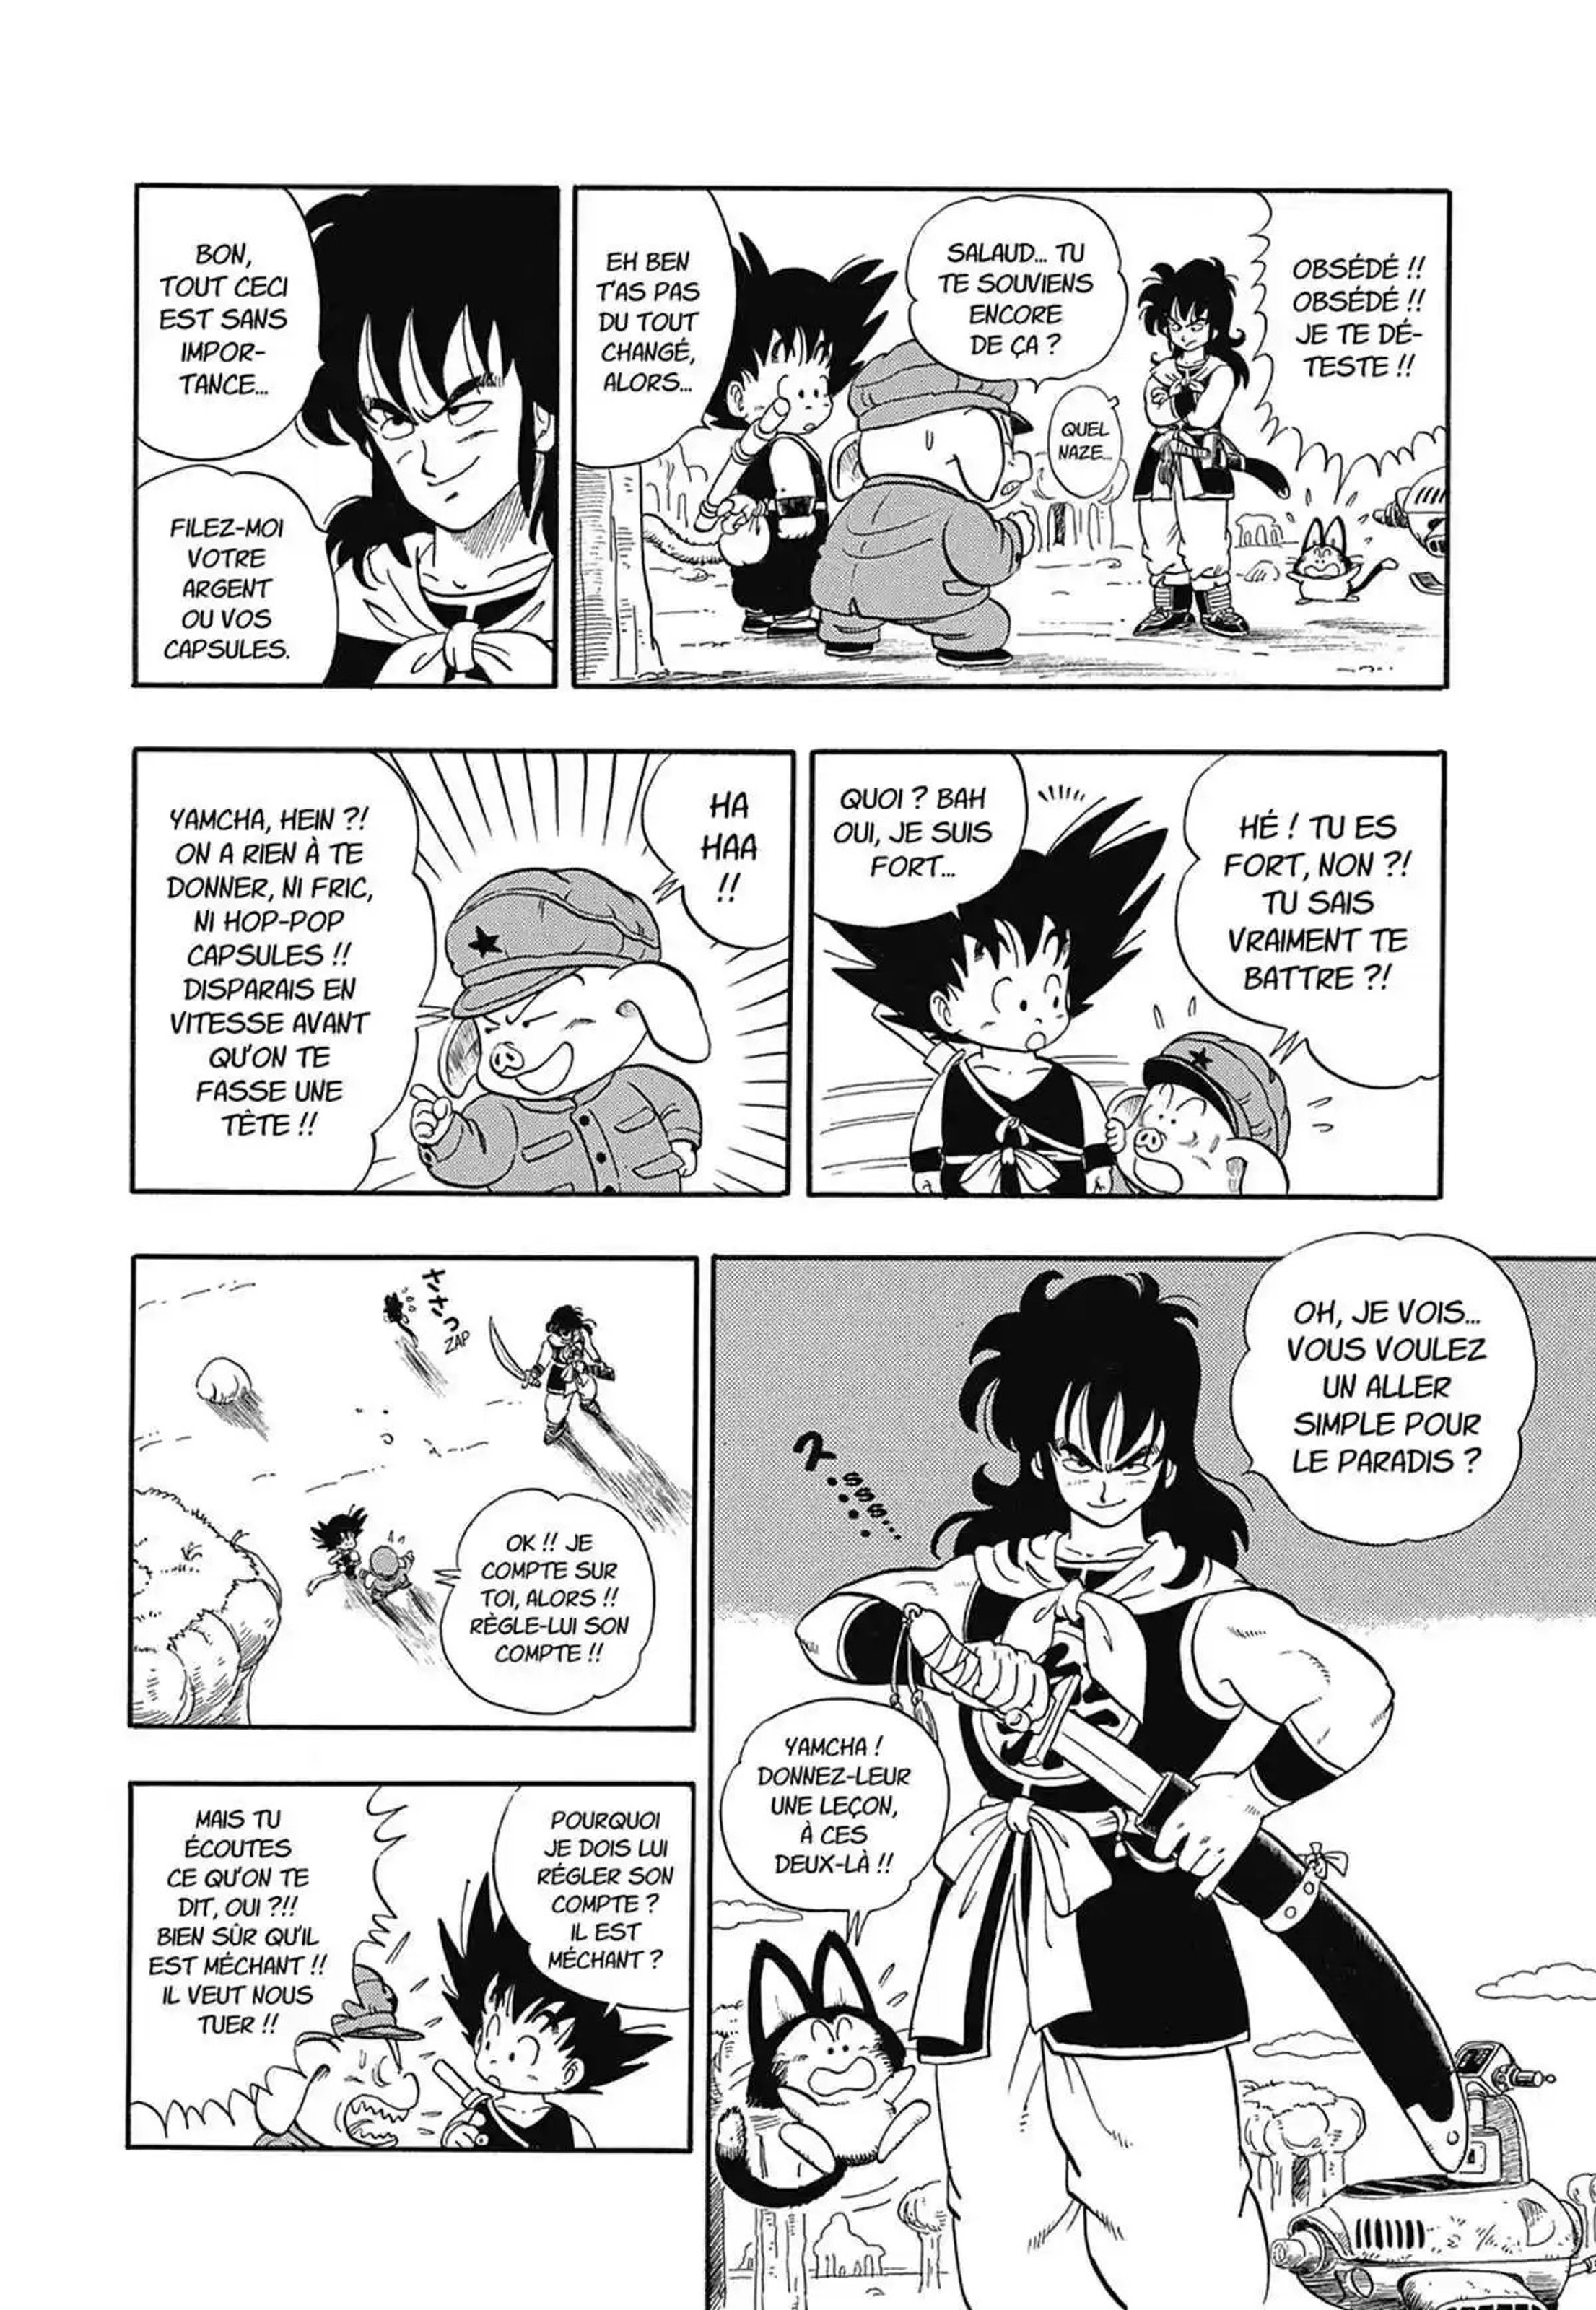 OBSÉDÉ !!
OBSÉDÉ !!
JE TE DÉ-
TESTE !!
SALAUD... TU
TE SOUVIENS
ENCORE
DE ÇA ?
QUEL
NAZE...
EH BEN
T'AS PAS
DU TOUT
CHANGÉ,
ALORS...
BON,
TOUT CECI
EST SANS
IMPOR-
TANCE...
FILEZ-MOI
VOTRE
ARGENT
OU VOS
CAPSULES.
HÉ ! TU ES
FORT, NON ?!
TU SAIS
VRAIMENT TE
BATTRE ?!
QUOI ? BAH
OUI, JE SUIS
FORT...
HA
HAA
!!
YAMCHA, HEIN ?!
ON A RIEN À TE
DONNER, NI FRIC,
NI HOP-POP
CAPSULES !!
DISPARAIS EN
VITESSE AVANT
QU'ON TE
FASSE UNE
TÊTE !!
OH, JE VOIS...
VOUS VOULEZ
UN ALLER
SIMPLE POUR
LE PARADIS ?
ス...
SSS...
YAMCHA !
DONNEZ-LEUR
UNE LEÇON,
À CES
DEUX-LÀ !!
ササッ
ZAP
OK !! JE
COMPTE SUR
TOI, ALORS !!
RÈGLE-LUI SON
COMPTE !!
POURQUOI
JE DOIS LUI
RÉGLER SON
COMPTE ?
IL EST
MÉCHANT ?
MAIS TU
ÉCOUTES
CE QU'ON TE
DIT, OUI ?!!
BIEN SÛR QU'IL
EST MÉCHANT !!
IL VEUT NOUS
TUER !!